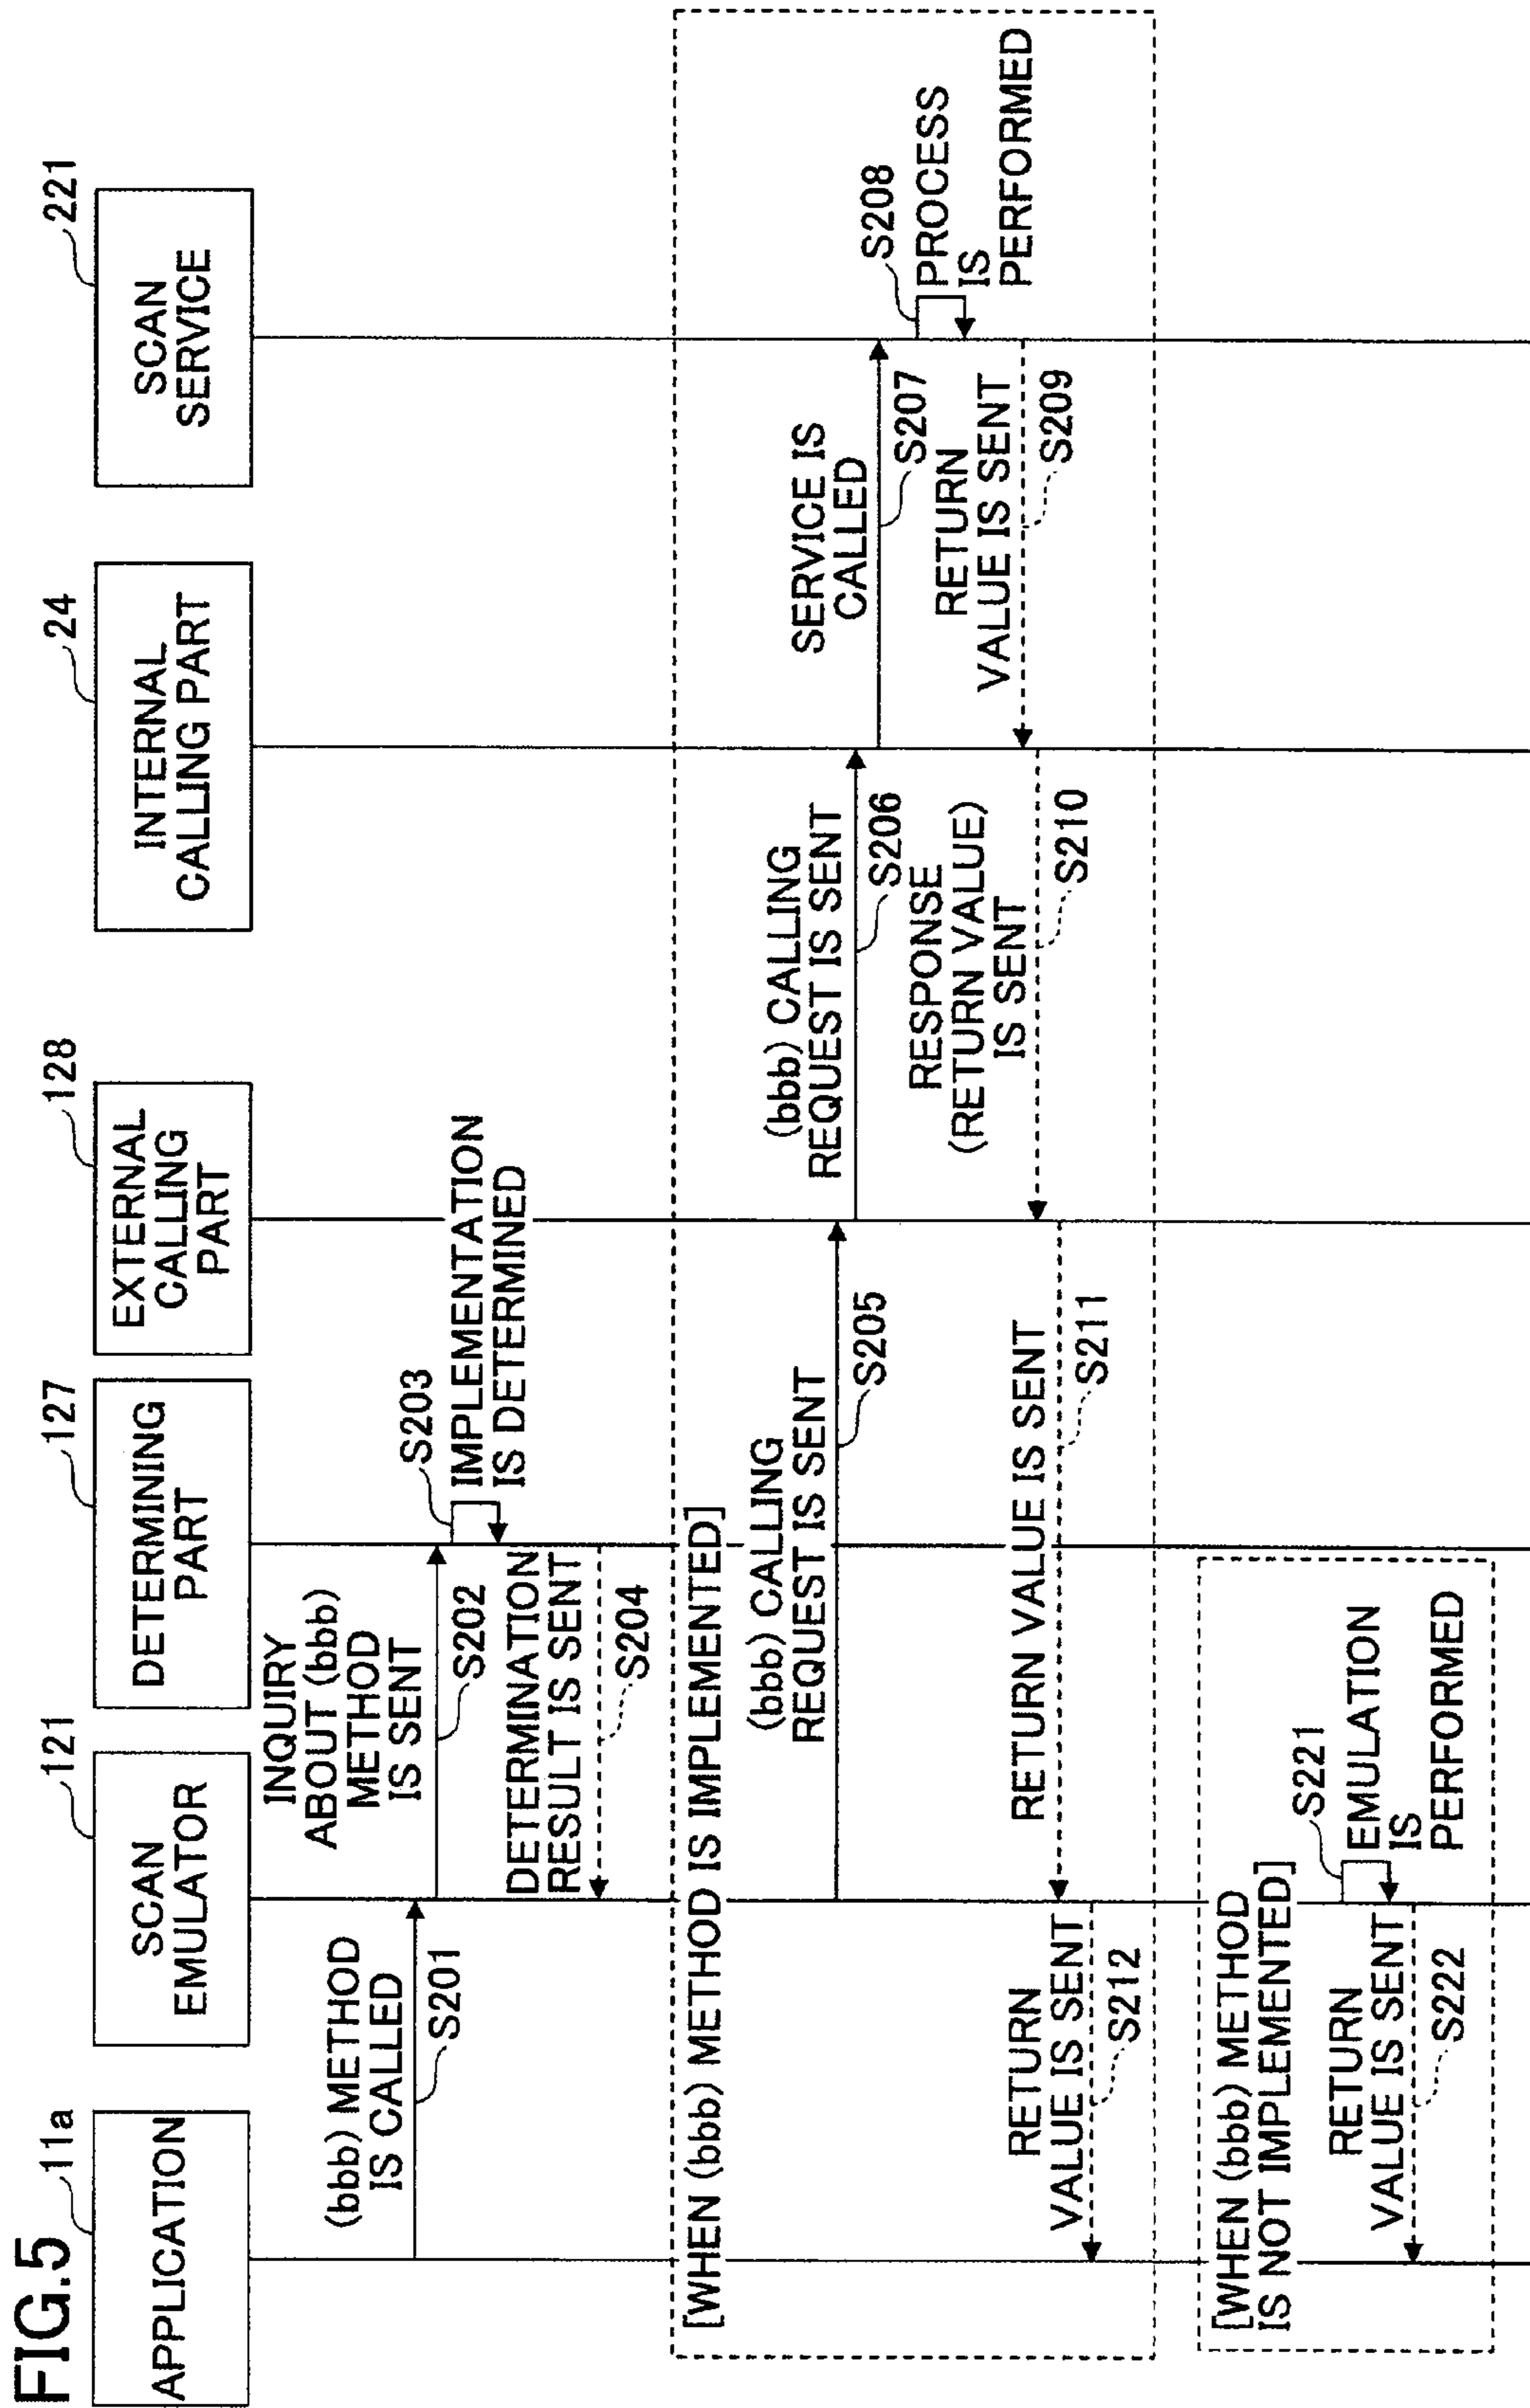 FIG.5
11a
APPLICATION
121
SCAN
EMULATOR
127
DETERMINING
PART
128
EXTERNAL
CALLING
PART
24
INTERNAL
CALLING PART
221
SCAN
SERVICE
(bbb) METHOD
IS CALLED
S201
INQUIRY
ABOUT (bbb)
METHOD
IS SENT
S202
S203
IMPLEMENTATION
IS DETERMINED
DETERMINATION
RESULT IS SENT
S204
[WHEN (bbb) METHOD IS IMPLEMENTED]
(bbb) CALLING
REQUEST IS SENT
S205
(bbb) CALLING
REQUEST IS SENT
S206
SERVICE IS
CALLED
S207
S208
PROCESS
IS
PERFORMED
RETURN
VALUE IS SENT
S209
RESPONSE
(RETURN VALUE)
IS SENT
S210
RETURN VALUE IS SENT
S211
RETURN
VALUE IS SENT
S212
[WHEN (bbb) METHOD
IS NOT IMPLEMENTED]
S221
EMULATION
IS
PERFORMED
RETURN
VALUE IS SENT
S222